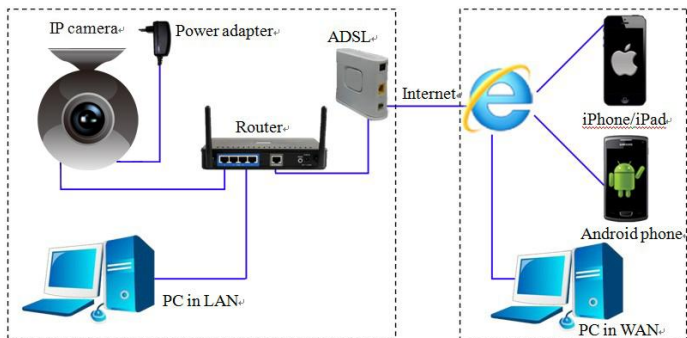 IP camera
Power adapter
ADSL
Internet
Router
iPhone/iPad
Android phone
PC in LAN
PC in WAN